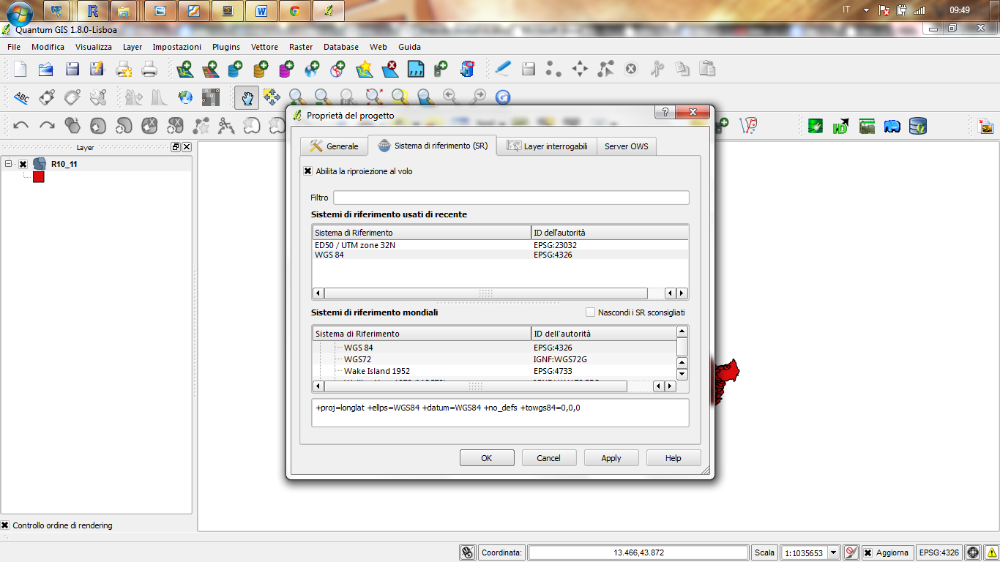 IT
09:49
Quantum GIS 1.8.0-Lisboa
File Modifica Visualizza Layer Impostazioni Plugins Vettore Raster Database Web Guida
ABC
Layer
R10_11
Proprietà del progetto
?
Generale
Sistema di riferimento (SR)
Layer interrogabili
Server OWS
Abilita la riproiezione al volo
Filtro
Sistemi di riferimento usati di recente
Sistema di Riferimento ID dell'autorità
ED50 / UTM zone 32N EPSG:23032
WGS 84 EPSG:4326
Sistemi di riferimento mondiali Nascondi i SR sconsigliati
Sistema di Riferimento ID dell'autorità
WGS 84 EPSG:4326
WGS72 IGNF:WGS72G
Wake Island 1952 EPSG:4733
+proj=longlat +ellps=WGS84 +datum=WGS84 +no_defs +towgs84=0,0,0
OK Cancel Apply Help
Controllo ordine di rendering
Coordinata: 13.466,43.872 Scala 1:1035653 Aggiorna EPSG:4326